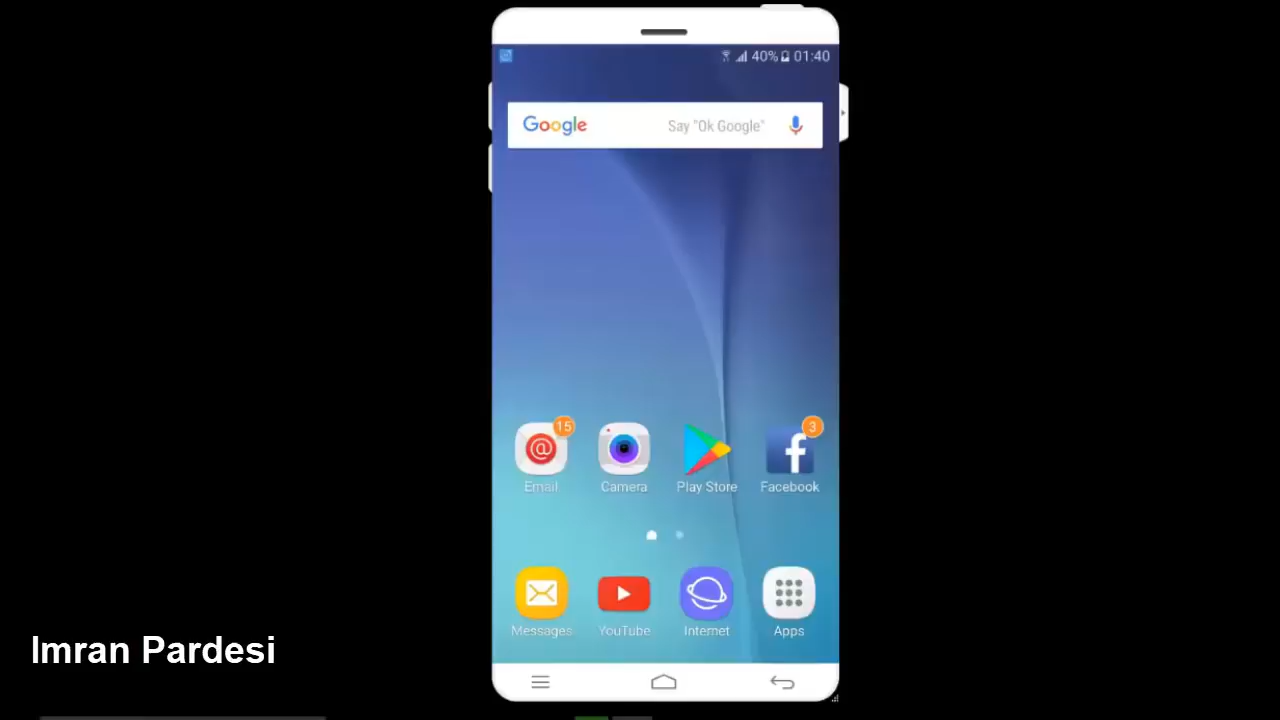 40% 01:40
Google Say "Ok Google"
15 3
Email Camera Play Store Facebook
Messages YouTube Internet Apps
Imran Pardesi